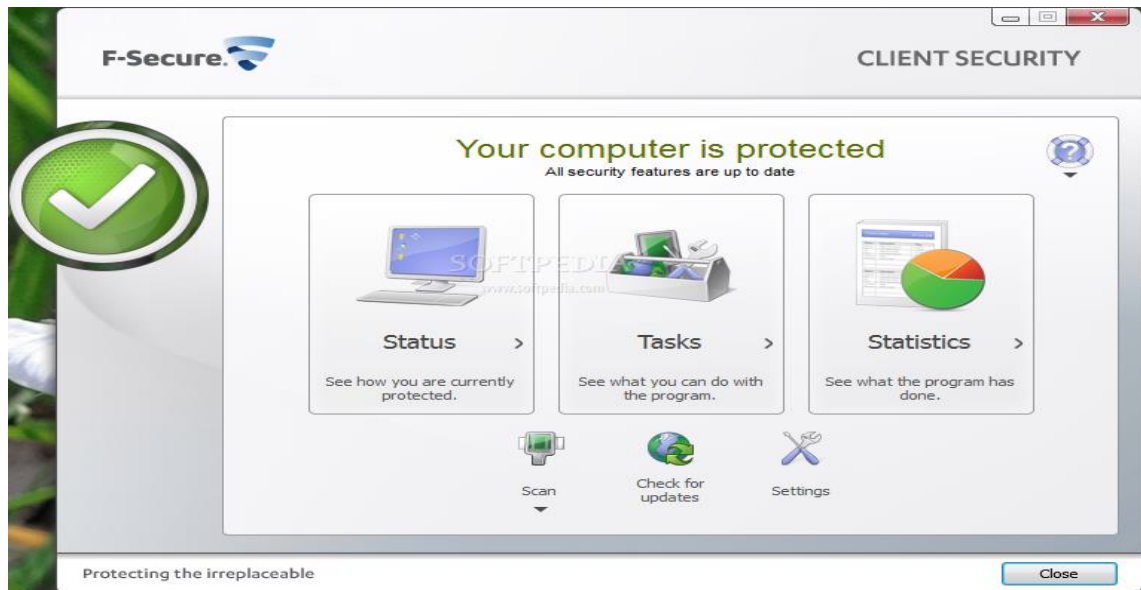 F-Secure.
CLIENT SECURITY
Your computer is protected
All security features are up to date
SOFTPEDIA
www.softpedia.com
Status
See how you are currently
protected.
Tasks
See what you can do with
the program.
Statistics
See what the program has
done.
Scan
Check for
updates
Settings
Protecting the irreplaceable
Close